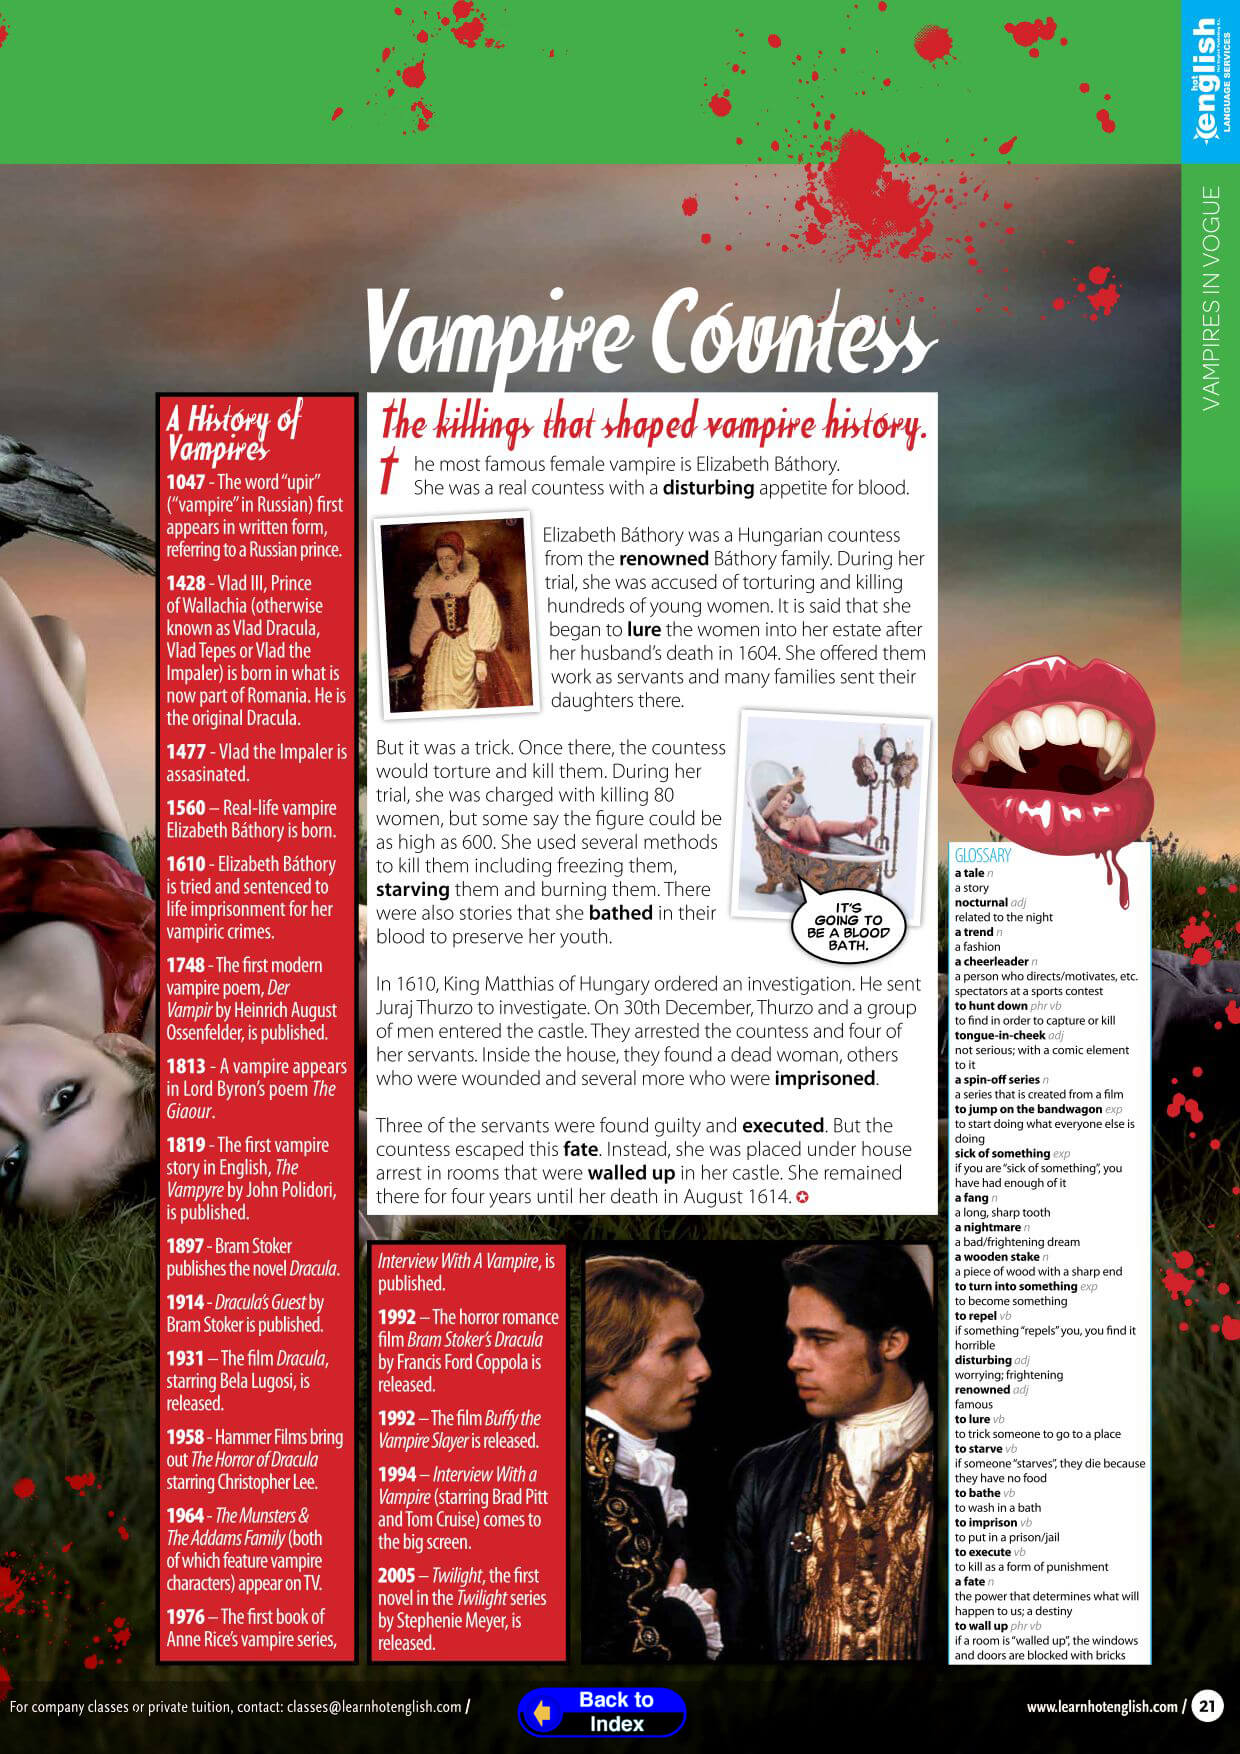 hot
english
LANGUAGE SERVICES
VAMPIRES IN VOGUE
Vampire Countess
A History of
Vampires
1047 - The word “upir”
(“vampire” in Russian) first
appears in written form,
referring to a Russian prince.
1428 - Vlad III, Prince
of Wallachia (otherwise
known as Vlad Dracula,
Vlad Tepes or Vlad the
Impaler) is born in what is
now part of Romania. He is
the original Dracula.
1477 - Vlad the Impaler is
assasinated.
1560 – Real-life vampire
Elizabeth Báthory is born.
1610 - Elizabeth Báthory
is tried and sentenced to
life imprisonment for her
vampiric crimes.
1748 - The first modern
vampire poem, Der
Vampir by Heinrich August
Ossenfelder, is published.
1813 - A vampire appears
in Lord Byron’s poem The
Giaour.
1819 - The first vampire
story in English, The
Vampyre by John Polidori,
is published.
1897 - Bram Stoker
publishes the novel Dracula.
1914 - Dracula’s Guest by
Bram Stoker is published.
1931 – The film Dracula,
starring Bela Lugosi, is
released.
1958 - Hammer Films bring
out The Horror of Dracula
starring Christopher Lee.
1964 - The Munsters &
The Addams Family (both
of which feature vampire
characters) appear on TV.
1976 – The first book of
Anne Rice’s vampire series,
Interview With A Vampire, is
published.
1992 – The horror romance
film Bram Stoker’s Dracula
by Francis Ford Coppola is
released.
1992 – The film Buffy the
Vampire Slayer is released.
1994 – Interview With a
Vampire (starring Brad Pitt
and Tom Cruise) comes to
the big screen.
2005 – Twilight, the first
novel in the Twilight series
by Stephenie Meyer, is
released.
The killings that shaped vampire history.
The most famous female vampire is Elizabeth Báthory.
She was a real countess with a disturbing appetite for blood.
Elizabeth Báthory was a Hungarian countess
from the renowned Báthory family. During her
trial, she was accused of torturing and killing
hundreds of young women. It is said that she
began to lure the women into her estate after
her husband’s death in 1604. She offered them
work as servants and many families sent their
daughters there.
But it was a trick. Once there, the countess
would torture and kill them. During her
trial, she was charged with killing 80
women, but some say the figure could be
as high as 600. She used several methods
to kill them including freezing them,
starving them and burning them. There
were also stories that she bathed in their
blood to preserve her youth.
IT’S
GOING TO
BE A BLOOD
BATH.
In 1610, King Matthias of Hungary ordered an investigation. He sent
Juraj Thurzo to investigate. On 30th December, Thurzo and a group
of men entered the castle. They arrested the countess and four of
her servants. Inside the house, they found a dead woman, others
who were wounded and several more who were imprisoned.
Three of the servants were found guilty and executed. But the
countess escaped this fate. Instead, she was placed under house
arrest in rooms that were walled up in her castle. She remained
there for four years until her death in August 1614.
GLOSSARY
a tale n
a story
nocturnal adj
related to the night
a trend n
a fashion
a cheerleader n
a person who directs/motivates, etc.
spectators at a sports contest
to hunt down phr vb
to find in order to capture or kill
tongue-in-cheek adj
not serious; with a comic element
to it
a spin-off series n
a series that is created from a film
to jump on the bandwagon exp
to start doing what everyone else is
doing
sick of something exp
if you are “sick of something”, you
have had enough of it
a fang n
a long, sharp tooth
a nightmare n
a bad/frightening dream
a wooden stake n
a piece of wood with a sharp end
to turn into something exp
to become something
to repel vb
if something “repels” you, you find it
horrible
disturbing adj
worrying; frightening
renowned adj
famous
to lure vb
to trick someone to go to a place
to starve vb
if someone “starves”, they die because
they have no food
to bathe vb
to wash in a bath
to imprison vb
to put in a prison/jail
to execute vb
to kill as a form of punishment
a fate n
the power that determines what will
happen to us; a destiny
to wall up phr vb
if a room is “walled up”, the windows
and doors are blocked with bricks
For company classes or private tuition, contact: classes@learnhotenglish.com /
Back to
Index
www.learnhotenglish.com / 21